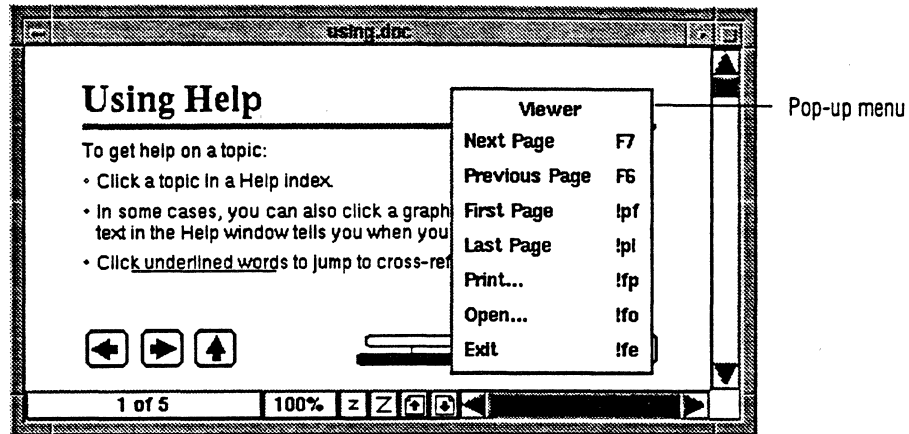 using.doc
Using Help
To get help on a topic:
• Click a topic in a Help index.
• In some cases, you can also click a graph
text in the Help window tells you when you
• Click underlined words to jump to cross-ref
Viewer
Next Page F7
Previous Page F6
First Page !pf
Last Page !pl
Print... !fp
Open... !fo
Exit !fe
Pop-up menu
1 of 5 100% z Z